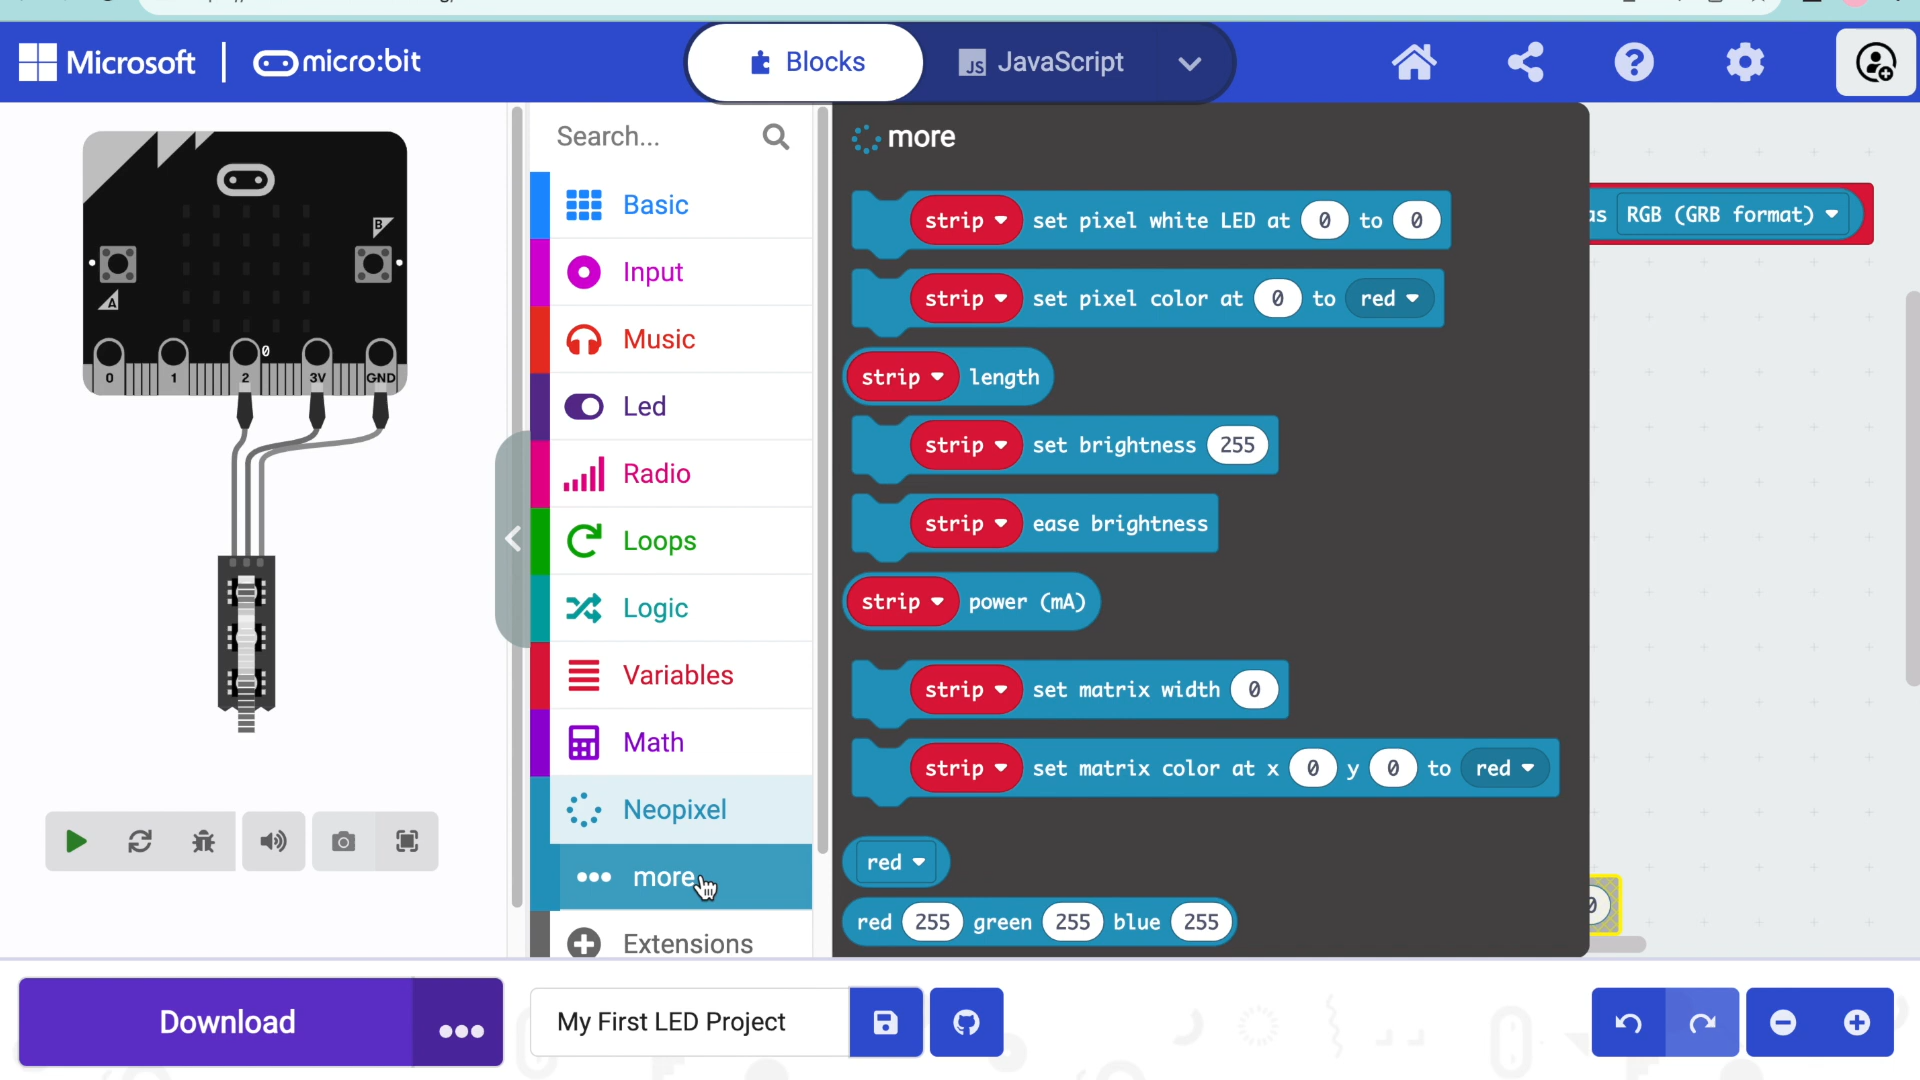 Microsoft micro:bit Blocks JS JavaScript
Search...
more
Basic
Input
Music
Led
Radio
Loops
Logic
Variables
Math
Neopixel
more
Extensions
strip set pixel white LED at 0 to 0
strip set pixel color at 0 to red
strip length
strip set brightness 255
strip ease brightness
strip power (mA)
strip set matrix width 0
strip set matrix color at x 0 y 0 to red
red
red 255 green 255 blue 255
as RGB (GRB format)
0
B
A
0
0 1 2 3V GND
Download
My First LED Project